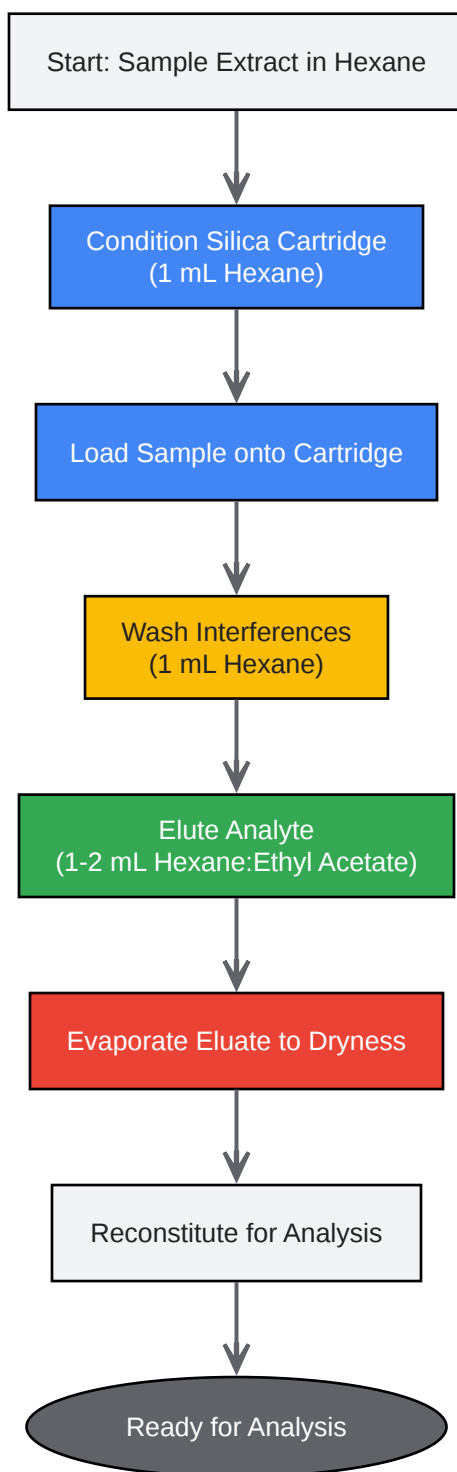 Start: Sample Extract in Hexane
Condition Silica Cartridge
(1 mL Hexane)
Load Sample onto Cartridge
Wash Interferences
(1 mL Hexane)
Elute Analyte
(1-2 mL Hexane:Ethyl Acetate)
Evaporate Eluate to Dryness
Reconstitute for Analysis
Ready for Analysis